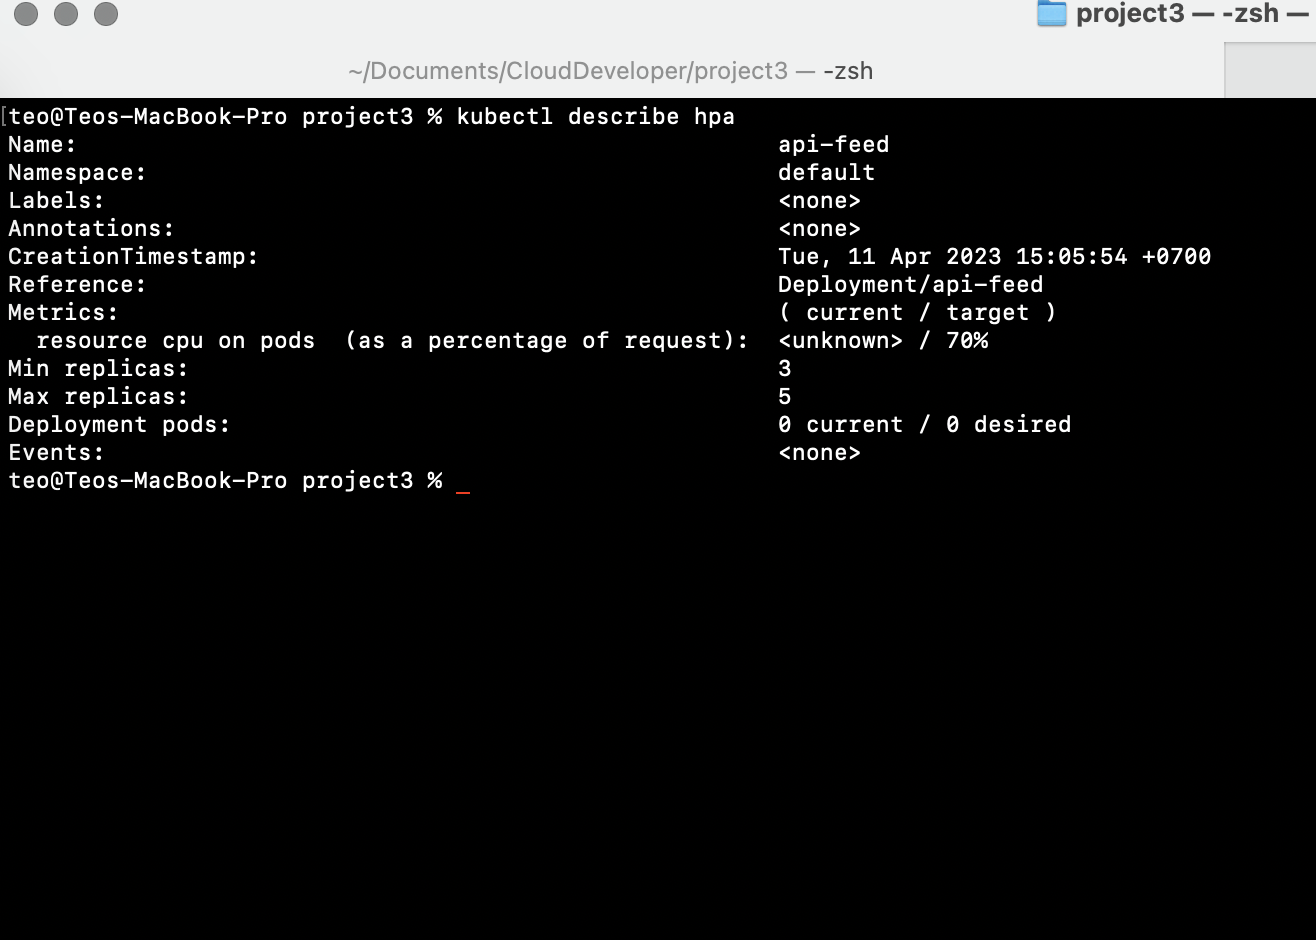 project3 — -zsh —
~/Documents/CloudDeveloper/project3 — -zsh
[teo@Teos-MacBook-Pro project3 % kubectl describe hpa
Name: api-feed
Namespace: default
Labels: <none>
Annotations: <none>
CreationTimestamp: Tue, 11 Apr 2023 15:05:54 +0700
Reference: Deployment/api-feed
Metrics: ( current / target )
resource cpu on pods (as a percentage of request): <unknown> / 70%
Min replicas: 3
Max replicas: 5
Deployment pods: 0 current / 0 desired
Events: <none>
teo@Teos-MacBook-Pro project3 % _